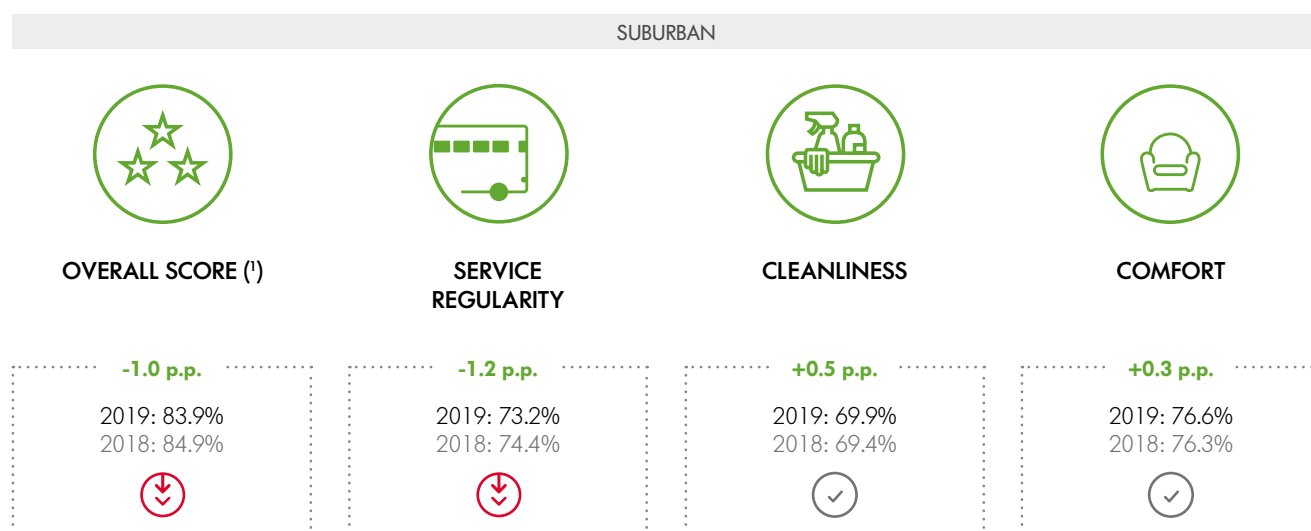 SUBURBAN
OVERALL SCORE (¹)
SERVICE
REGULARITY
CLEANLINESS
COMFORT
-1.0 p.p.
2019: 83.9%
2018: 84.9%
-1.2 p.p.
2019: 73.2%
2018: 74.4%
+0.5 p.p.
2019: 69.9%
2018: 69.4%
+0.3 p.p.
2019: 76.6%
2018: 76.3%